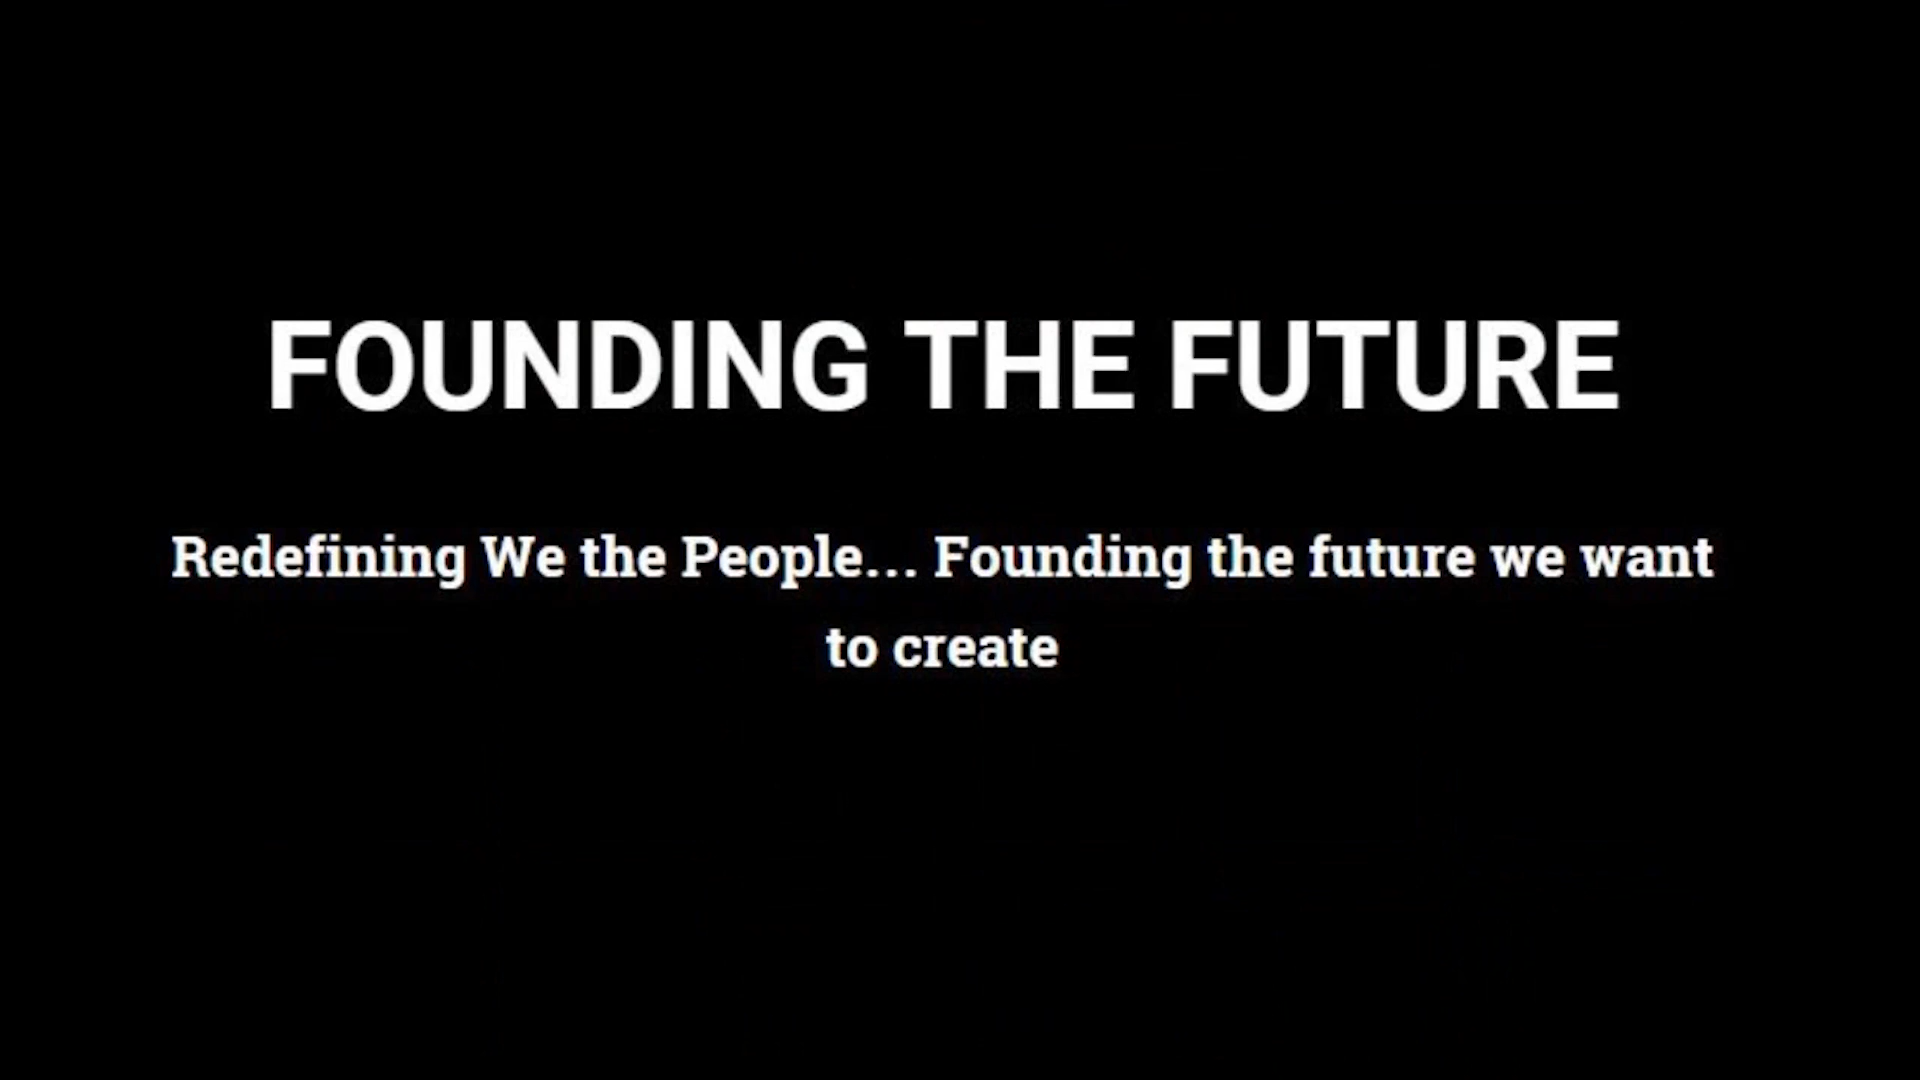 FOUNDING THE FUTURE
Redefining We the People... Founding the future we want
to create